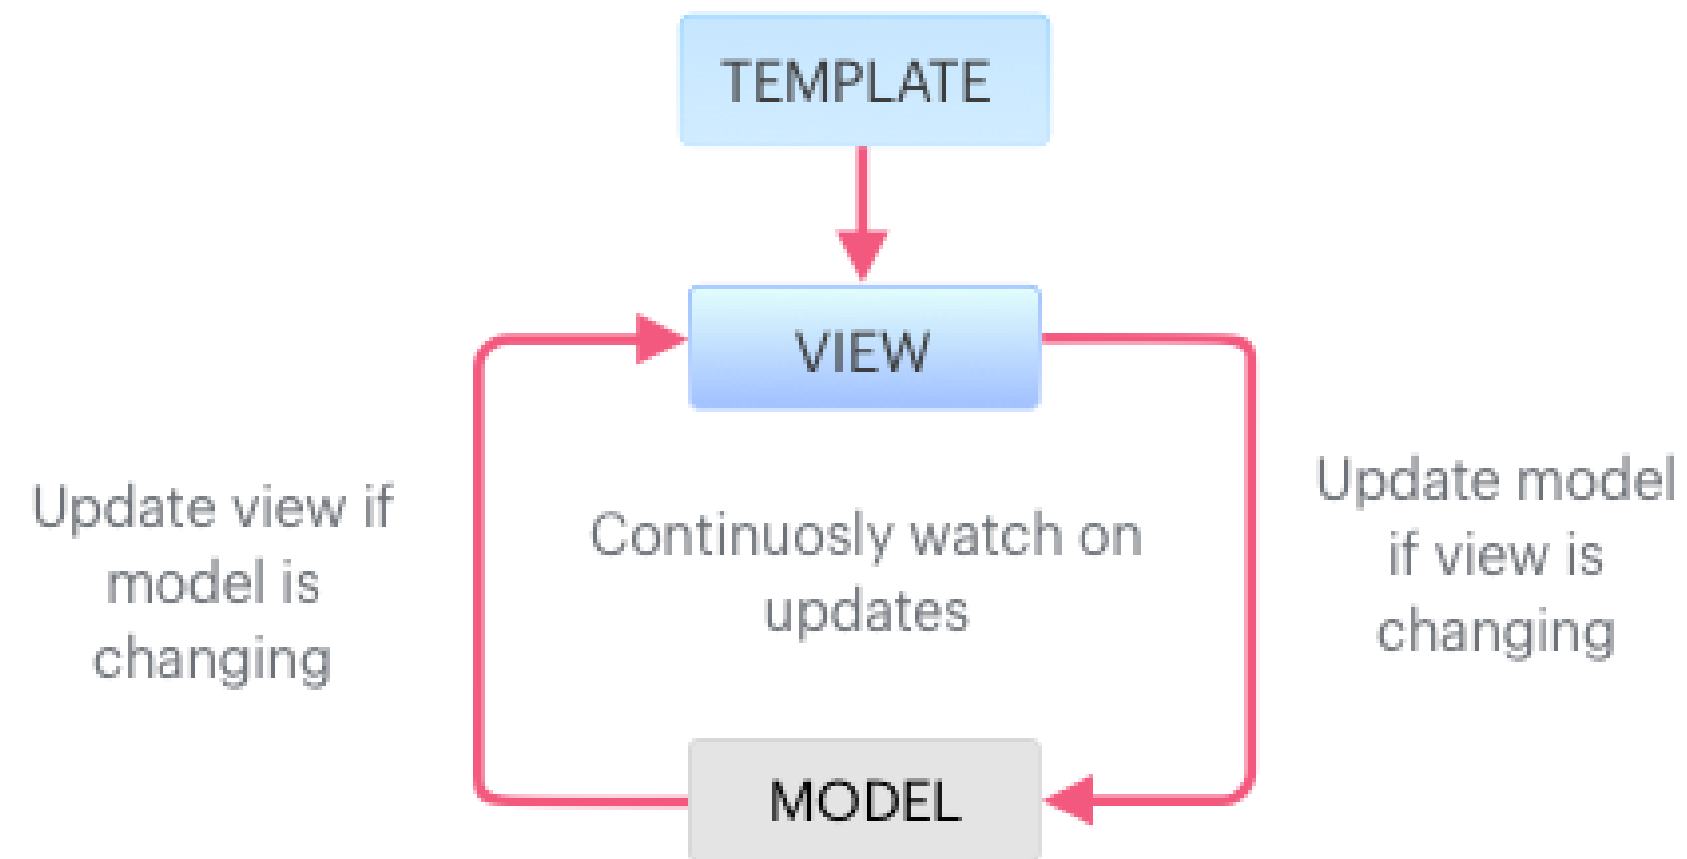 TEMPLATE
VIEW
Update view if
model is
changing
Continuosly watch on
updates
Update model
if view is
changing
MODEL